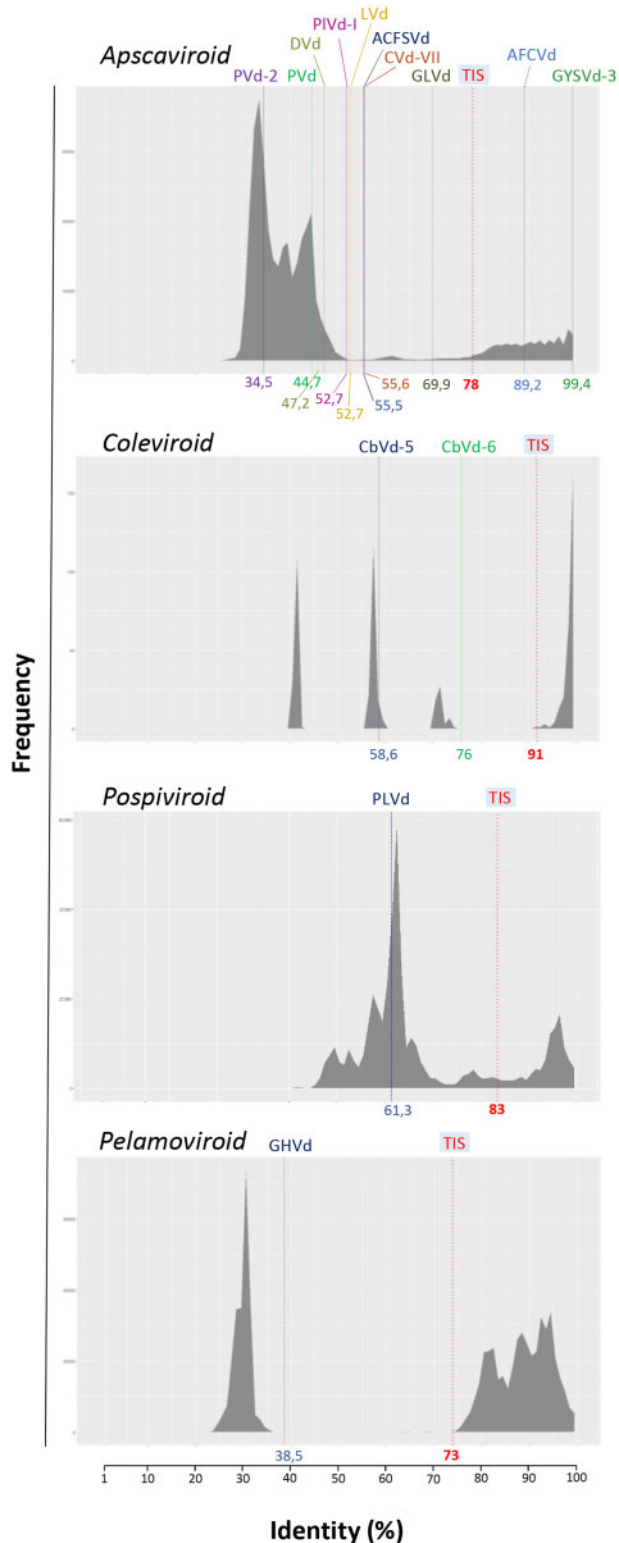 Apscaviroid
PVd-2
PVd
DVd
PlVd-I
LVd
ACFSVd
CVd-VII
GLVd
TIS
AFCVd
GYSVd-3
34,5
44,7
47,2
52,7
52,7
55,6
55,5
69,9
78
89,2
99,4
Coleviroid
CbVd-5
CbVd-6
TIS
58,6
76
91
Frequency
Pospiviroid
PLVd
TIS
61,3
83
Pelamoviroid
GHVd
TIS
38,5
73
1 10 20 30 40 50 60 70 80 90 100
Identity (%)